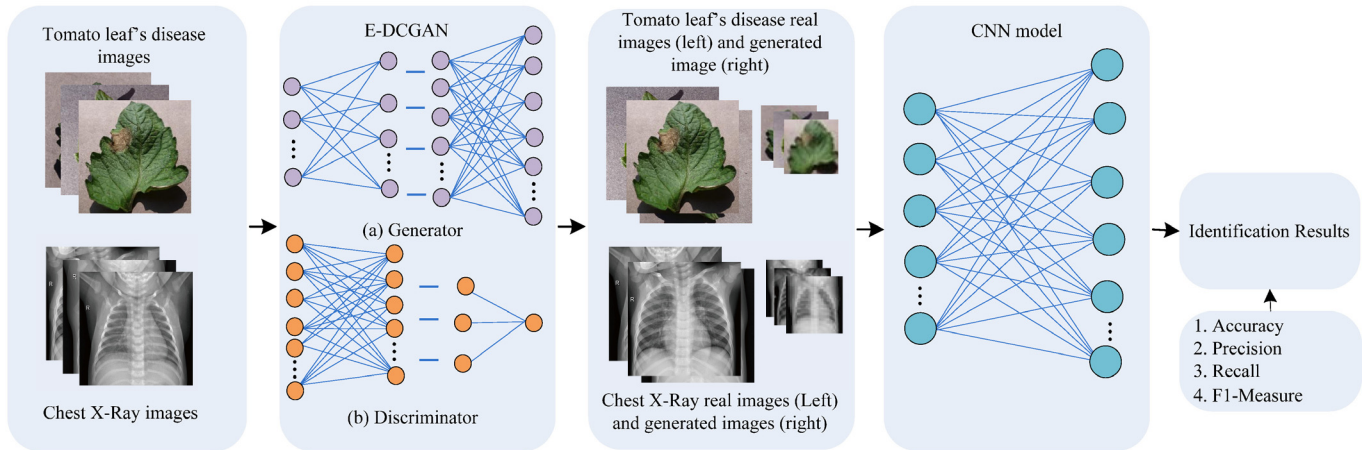 Tomato leaf's disease
images
Chest X-Ray images
E-DCGAN
(a) Generator
(b) Discriminator
Tomato leaf's disease real
images (left) and generated
image (right)
R
R
Chest X-Ray real images (Left)
and generated images (right)
CNN model
Identification Results
1. Accuracy
2. Precision
3. Recall
4. F1-Measure